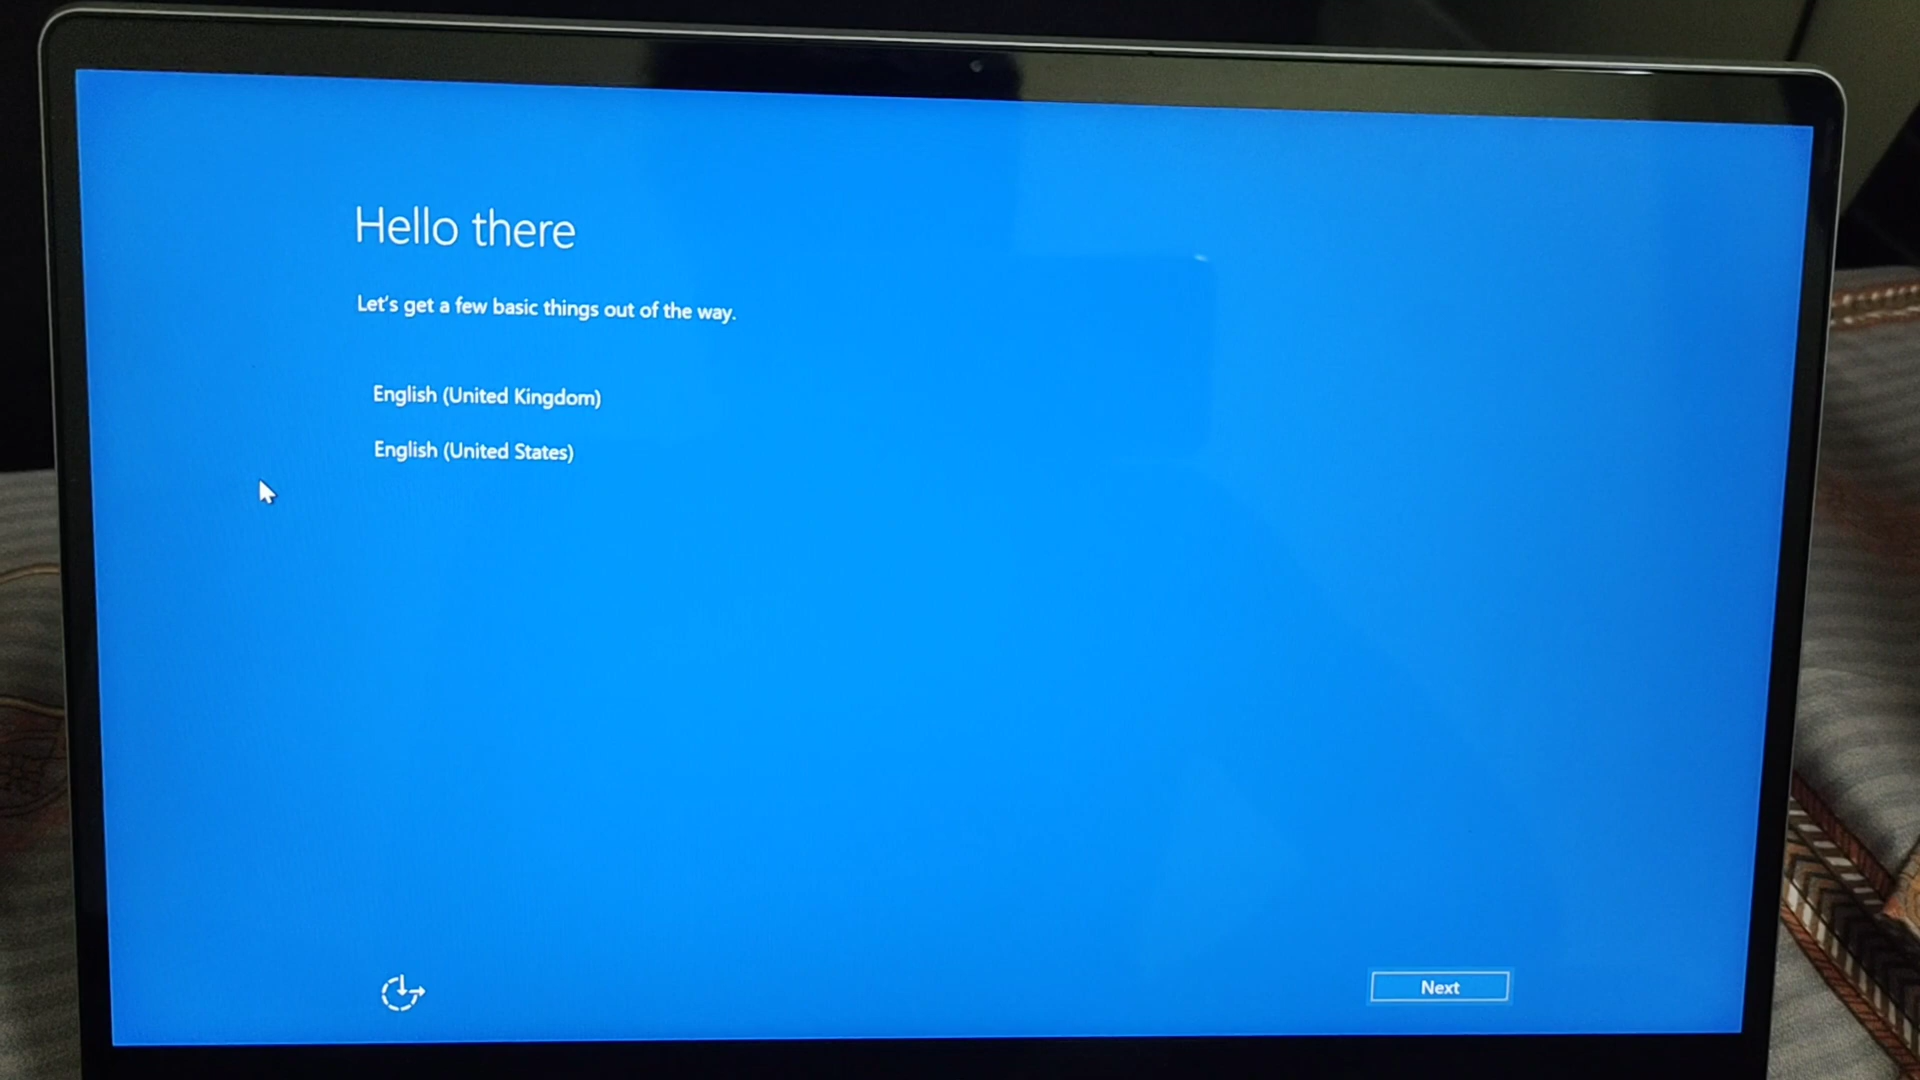 Hello there
Let's get a few basic things out of the way.
English (United Kingdom)
English (United States)
Next